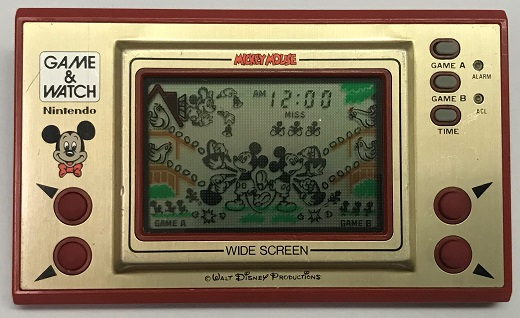 GAME
&
WATCH
Nintendo
MICKEY MOUSE
AM 12:00
MISS
GAME A
GAME B
WIDE SCREEN
© WALT DISNEY PRODUCTIONS
GAME A
ALARM
GAME B
ACL
TIME